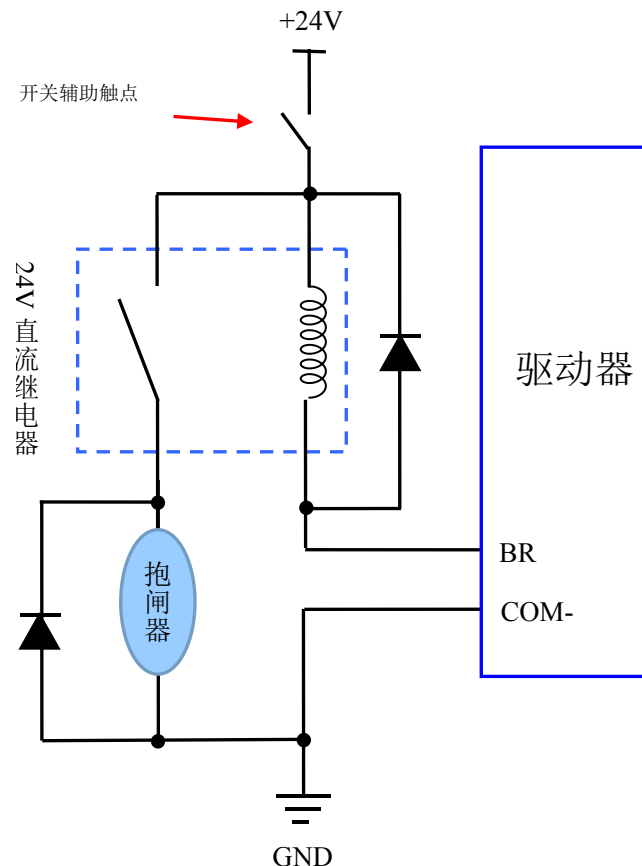 +24V
开关辅助触点
24V 直流继电器
驱动器
抱闸器
BR
COM-
GND